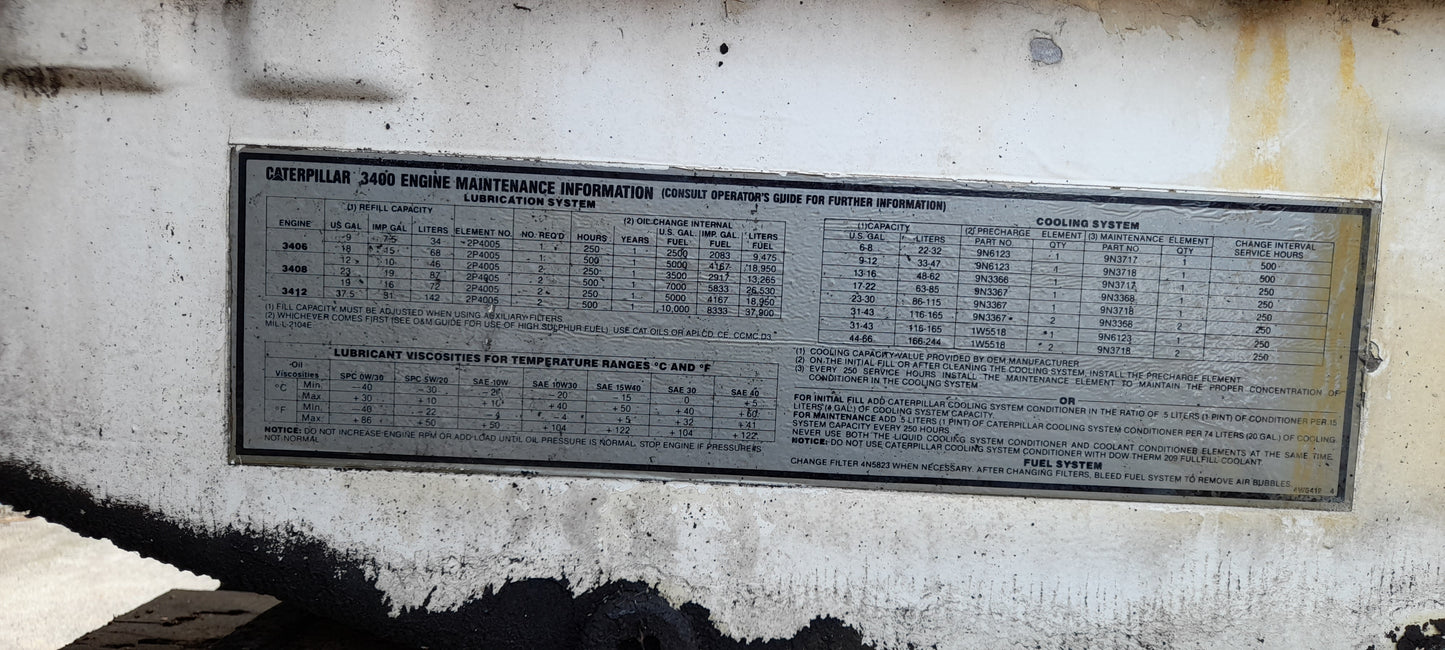 CATERPILLAR 3400 ENGINE MAINTENANCE INFORMATION (CONSULT OPERATOR'S GUIDE FOR FURTHER INFORMATION)
LUBRICATION SYSTEM
(1) REFILL CAPACITY (2) OIL CHANGE INTERNAL
ENGINE US GAL IMP. GAL LITERS ELEMENT NO. NO. REQ'D HOURS YEARS U.S. GAL. FUEL IMP. GAL. FUEL LITERS FUEL
3406 9 7.5 34 2P4005 1 250 1 2500 2083 9,475
18 15 68 2P4005 1 500 1 5000 4167 18,950
3408 12 10 46 2P4005 2 250 1 3500 2917 13,265
23 19 87 2P4005 2 500 1 7000 5833 26,530
3412 19 16 72 2P4005 2 250 1 5000 4167 18,950
37.5 31 142 2P4005 2 500 1 10,000 8333 37,900
(1) FILL CAPACITY MUST BE ADJUSTED WHEN USING AUXILIARY FILTERS.
(2) WHICHEVER COMES FIRST (SEE O&M GUIDE FOR USE OF HIGH SULPHUR FUEL). USE CAT OILS OR API CD, CE, CCMC D3
MIL-L-2104E
LUBRICANT VISCOSITIES FOR TEMPERATURE RANGES °C AND °F
Oil Viscosities SPC 0W/30 SPC 5W/20 SAE 10W SAE 10W30 SAE 15W40 SAE 30 SAE 40
°C Min. -40 -30 -20 -20 -15 0 +5
Max +30 +10 +10 +40 +50 +40 +50
°F Min. -40 -22 -4 -4 +5 +32 +41
Max +86 +50 +50 +104 +122 +104 +122
NOTICE: DO NOT INCREASE ENGINE RPM OR ADD LOAD UNTIL OIL PRESSURE IS NORMAL. STOP ENGINE IF PRESSURE IS
NOT NORMAL.
COOLING SYSTEM
(1) CAPACITY (2) PRECHARGE ELEMENT (3) MAINTENANCE ELEMENT CHANGE INTERVAL
U.S. GAL LITERS PART NO. QTY PART NO. QTY SERVICE HOURS
6-8 22-32 9N6123 1 9N3717 1 500
9-12 33-47 9N6123 1 9N3718 1 500
13-16 48-62 9N3366 1 9N3717 1 250
17-22 63-85 9N3367 1 9N3368 1 250
23-30 86-115 9N3367 1 9N3718 1 250
31-43 116-165 9N3367 2 9N3368 2 250
31-43 116-165 1W5518 1 9N6123 1 250
44-66 166-244 1W5518 2 9N3718 2 250
(1) COOLING CAPACITY VALUE PROVIDED BY OEM MANUFACTURER.
(2) ON THE INITIAL FILL OR AFTER CLEANING THE COOLING SYSTEM, INSTALL THE PRECHARGE ELEMENT.
(3) EVERY 250 SERVICE HOURS INSTALL THE MAINTENANCE ELEMENT TO MAINTAIN THE PROPER CONCENTRATION OF
CONDITIONER IN THE COOLING SYSTEM
OR
FOR INITIAL FILL ADD CATERPILLAR COOLING SYSTEM CONDITIONER IN THE RATIO OF .5 LITERS (1 PINT) OF CONDITIONER PER 15
LITERS (4 GAL) OF COOLING SYSTEM CAPACITY.
FOR MAINTENANCE ADD .5 LITERS (1 PINT) OF CATERPILLAR COOLING SYSTEM CONDITIONER PER 74 LITERS (20 GAL) OF COOLING
SYSTEM CAPACITY EVERY 250 HOURS.
NEVER USE BOTH THE LIQUID COOLING SYSTEM CONDITIONER AND COOLANT CONDITIONED ELEMENTS AT THE SAME TIME.
NOTICE: DO NOT USE CATERPILLAR COOLING SYSTEM CONDITIONER WITH DOW THERM 209 FULLFILL COOLANT.
FUEL SYSTEM
CHANGE FILTER 4N5823 WHEN NECESSARY. AFTER CHANGING FILTERS, BLEED FUEL SYSTEM TO REMOVE AIR BUBBLES.